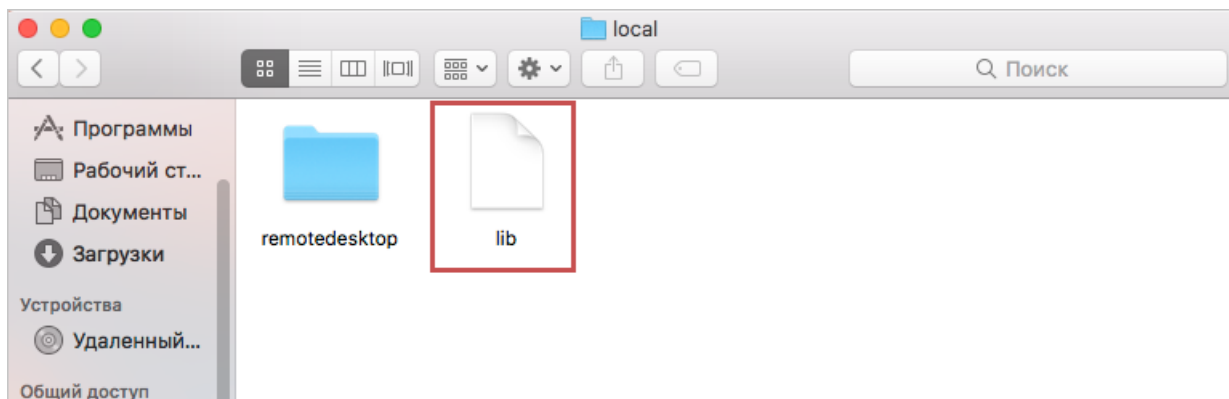 local
Поиск
Программы
Рабочий ст...
Документы
Загрузки
Устройства
Удаленный...
Общий доступ
remotedesktop
lib